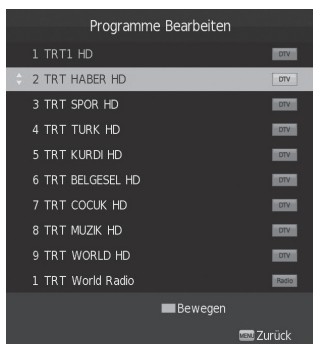 Programme Bearbeiten
1 TRT1 HD DTV
2 TRT HABER HD DTV
3 TRT SPOR HD DTV
4 TRT TURK HD DTV
5 TRT KURDI HD DTV
6 TRT BELGESEL HD DTV
7 TRT COCUK HD DTV
8 TRT MUZIK HD DTV
9 TRT WORLD HD DTV
1 TRT World Radio Radio
Bewegen
MENU Zurück